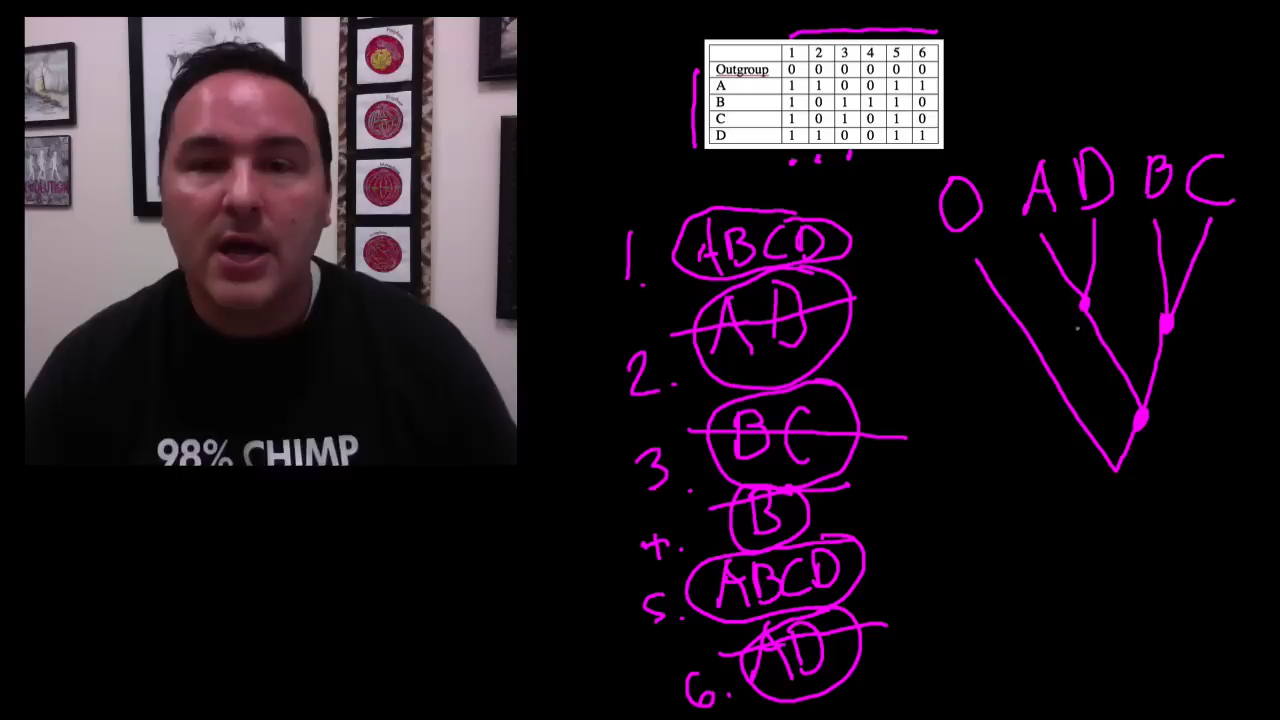 1 2 3 4 5 6
Outgroup 0 0 0 0 0 0
A 1 1 0 0 1 1
B 1 0 1 1 1 0
C 1 0 1 0 1 0
D 1 1 0 0 1 1
O A D B C
1. ABCD
2. AD
3. BC
4. B
5. ABCD
6. AD
98% CHIMP